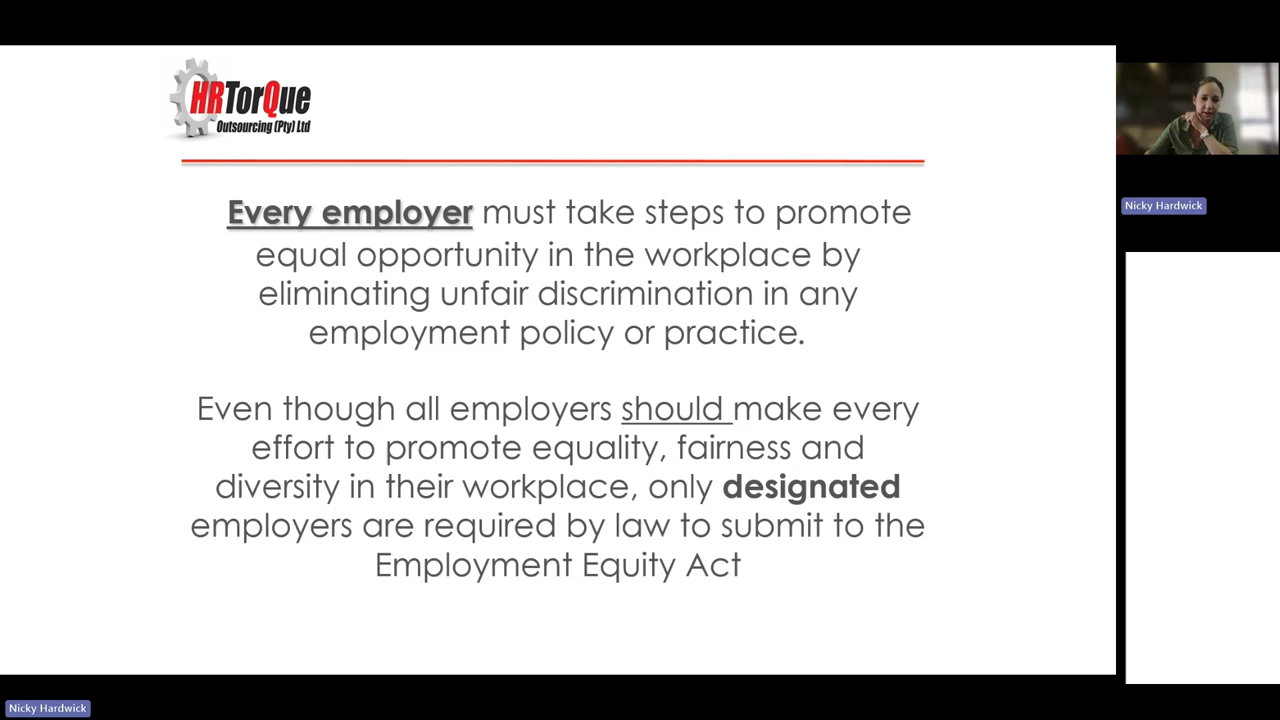 HRTorQue
Outsourcing (Pty) Ltd
Every employer must take steps to promote
equal opportunity in the workplace by
eliminating unfair discrimination in any
employment policy or practice.
Even though all employers should make every
effort to promote equality, fairness and
diversity in their workplace, only designated
employers are required by law to submit to the
Employment Equity Act
Nicky Hardwick
Nicky Hardwick